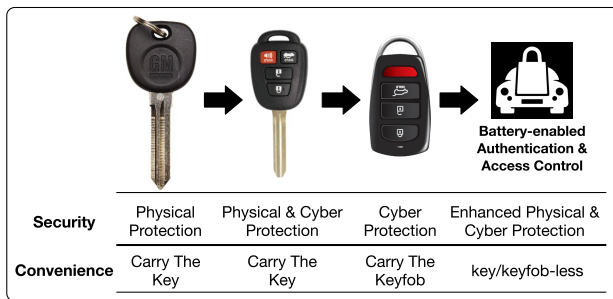 GM
Battery-enabled
Authentication &
Access Control
Security
Physical
Protection
Physical & Cyber
Protection
Cyber
Protection
Enhanced Physical &
Cyber Protection
Convenience
Carry The
Key
Carry The
Key
Carry The
Keyfob
key/keyfob-less